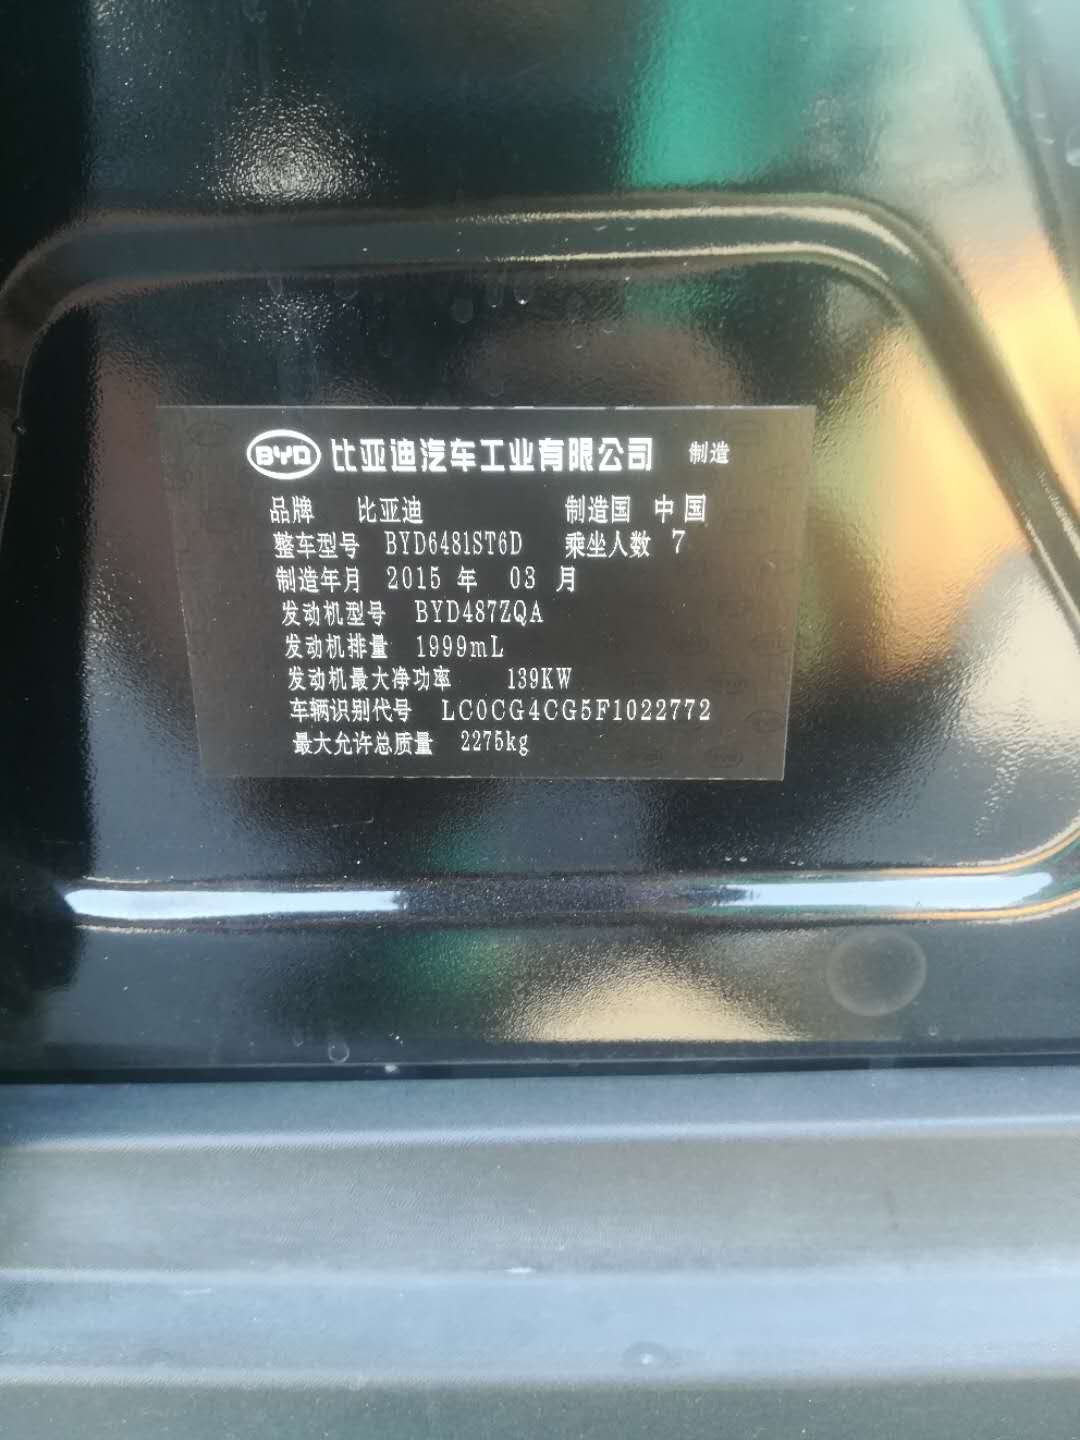 BYD 比亚迪汽车工业有限公司 制造
品牌 比亚迪 制造国 中国
整车型号 BYD6481ST6D 乘坐人数 7
制造年月 2015 年 03 月
发动机型号 BYD487ZQA
发动机排量 1999mL
发动机最大净功率 139KW
车辆识别代号 LC0CG4CG5F1022772
最大允许总质量 2275kg